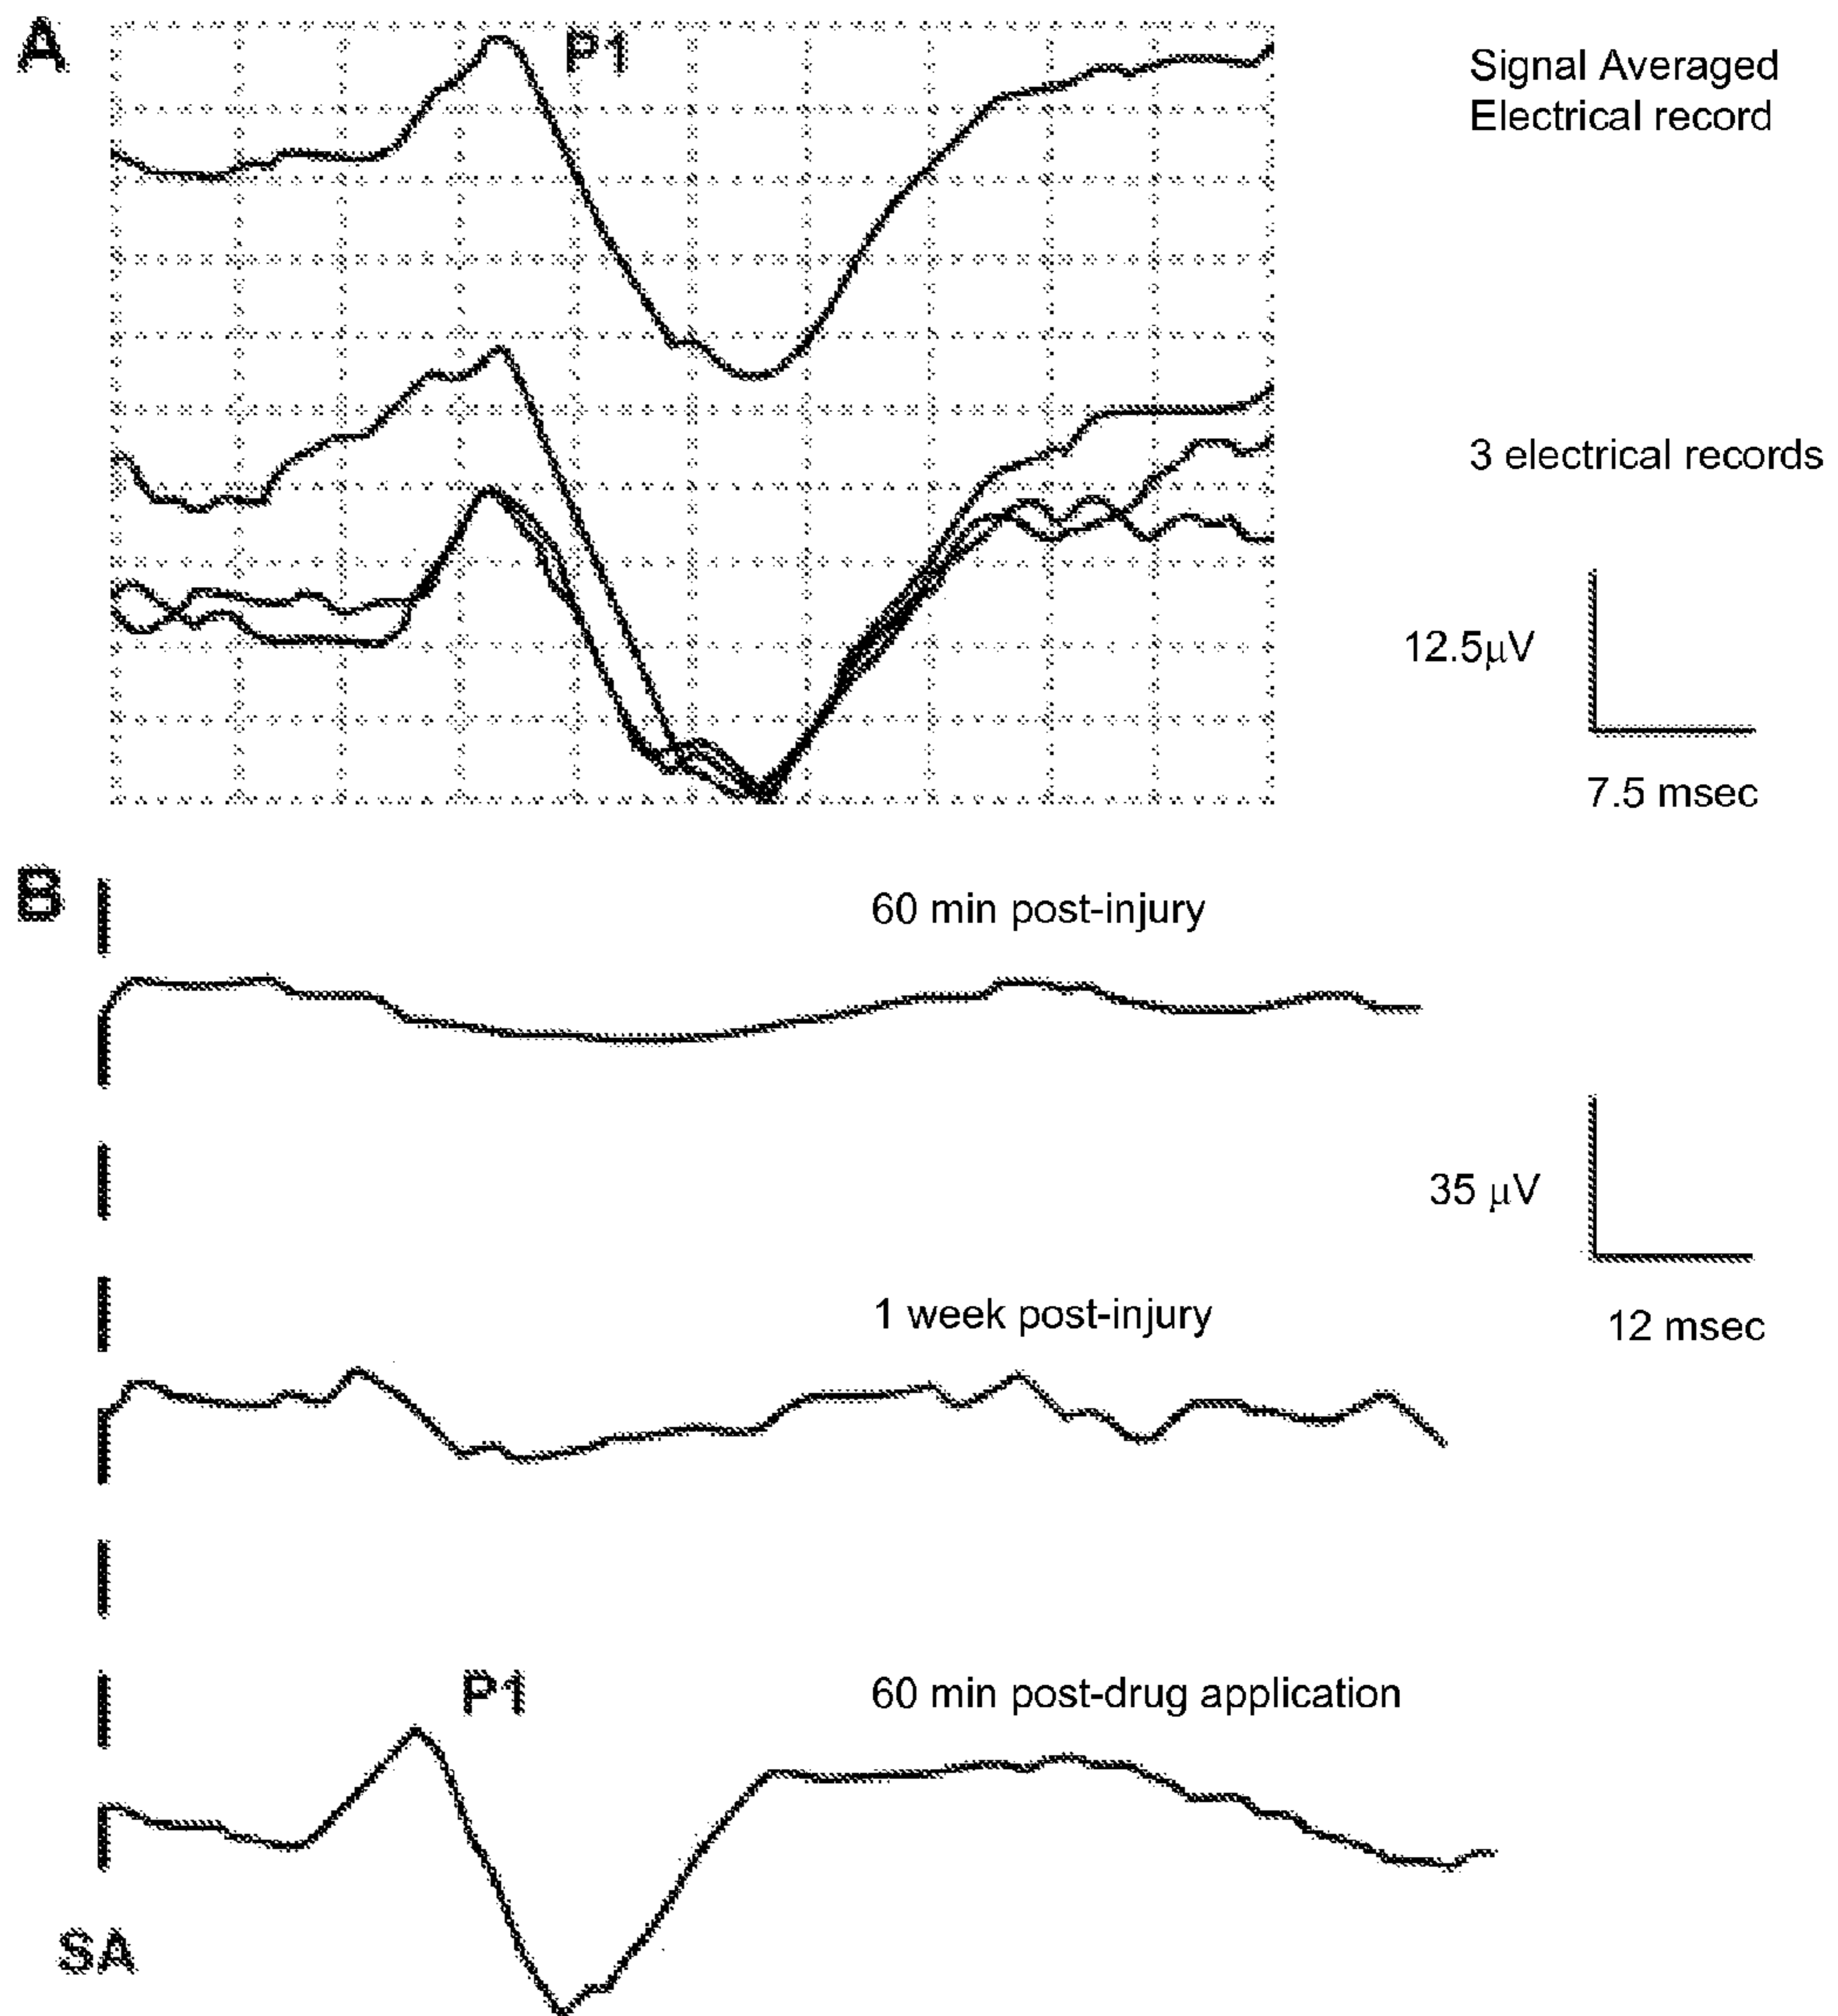 A
P1
Signal Averaged
Electrical record
3 electrical records
12.5μV
7.5 msec
B
60 min post-injury
35 μV
12 msec
1 week post-injury
P1
60 min post-drug application
SA